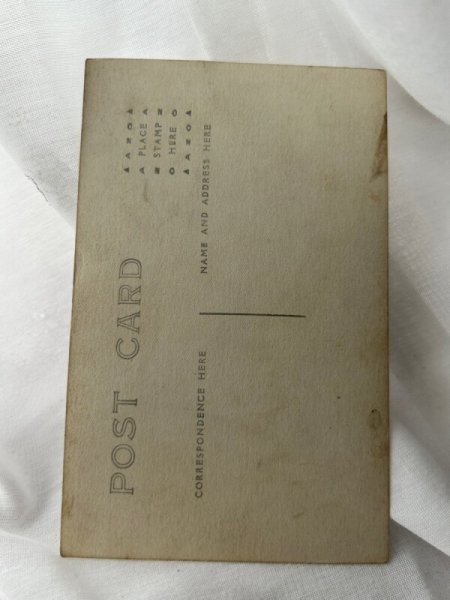 POST CARD
A A Z O A
A PLACE A
Z STAMP Z
O HERE O
A A Z O A
CORRESPONDENCE HERE
NAME AND ADDRESS HERE